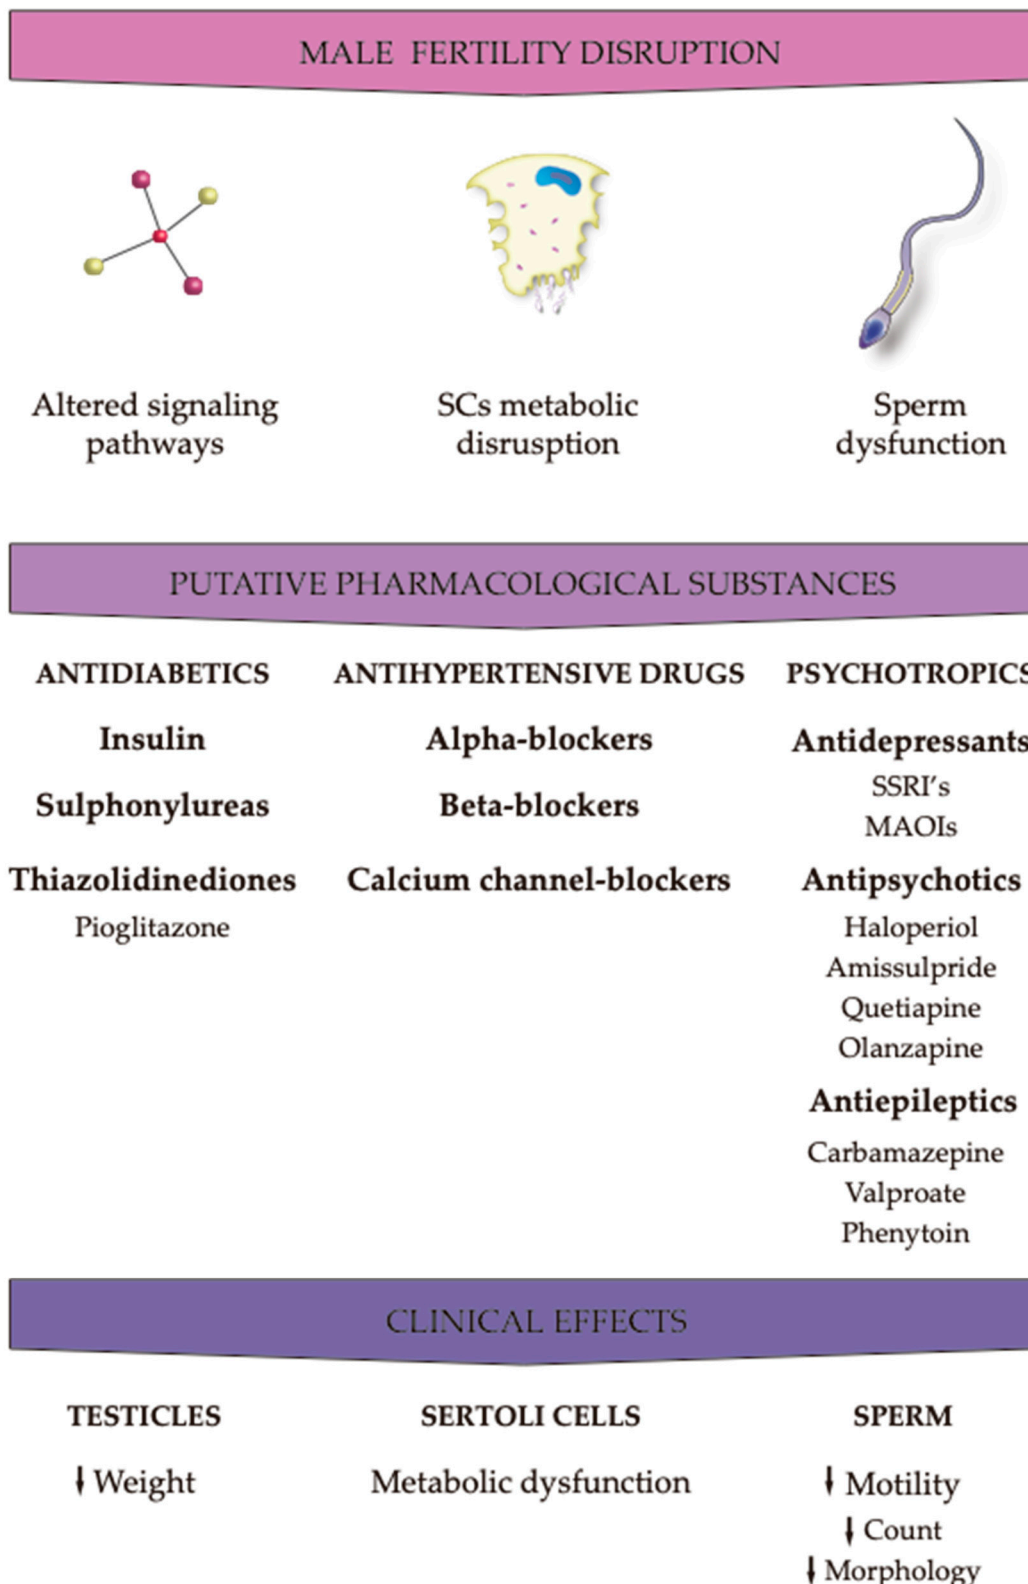 MALE FERTILITY DISRUPTION
Altered signaling
pathways
SCs metabolic
disrusption
Sperm
dysfunction
PUTATIVE PHARMACOLOGICAL SUBSTANCES
ANTIDIABETICS
Insulin
Sulphonylureas
Thiazolidinediones
Pioglitazone
ANTIHYPERTENSIVE DRUGS
Alpha-blockers
Beta-blockers
Calcium channel-blockers
PSYCHOTROPICS
Antidepressants
SSRI's
MAOIs
Antipsychotics
Haloperiol
Amissulpride
Quetiapine
Olanzapine
Antiepileptics
Carbamazepine
Valproate
Phenytoin
CLINICAL EFFECTS
TESTICLES
↓ Weight
SERTOLI CELLS
Metabolic dysfunction
SPERM
↓ Motility
↓ Count
↓ Morphology